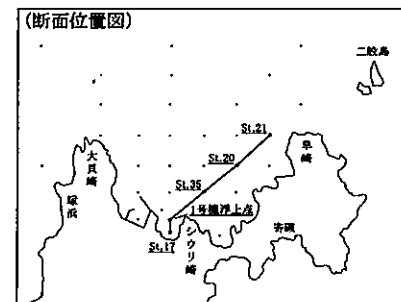 (断面位置図)
二股島
St.21
早崎
大貝崎
St.20
塚浜
St.35
1号機浮上点
寄磯
シウリ崎
St.17